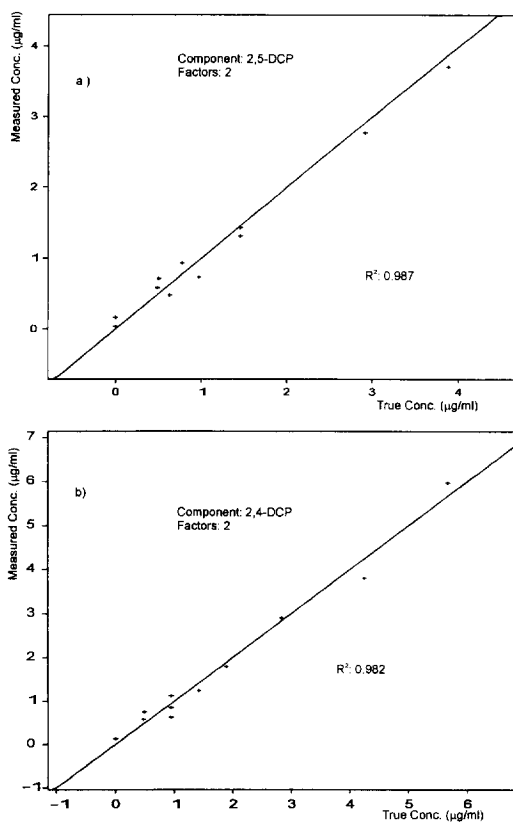 Measured Conc. (µg/ml)
a )
Component: 2,5-DCP
Factors: 2
R²: 0.987
4
3
2
1
0
0 1 2 3 4
True Conc. (µg/ml)
Measured Conc. (µg/ml)
b)
Component: 2,4-DCP
Factors: 2
R²: 0.982
7
6
5
4
3
2
1
0
−1
−1 0 1 2 3 4 5 6
True Conc. (µg/ml)